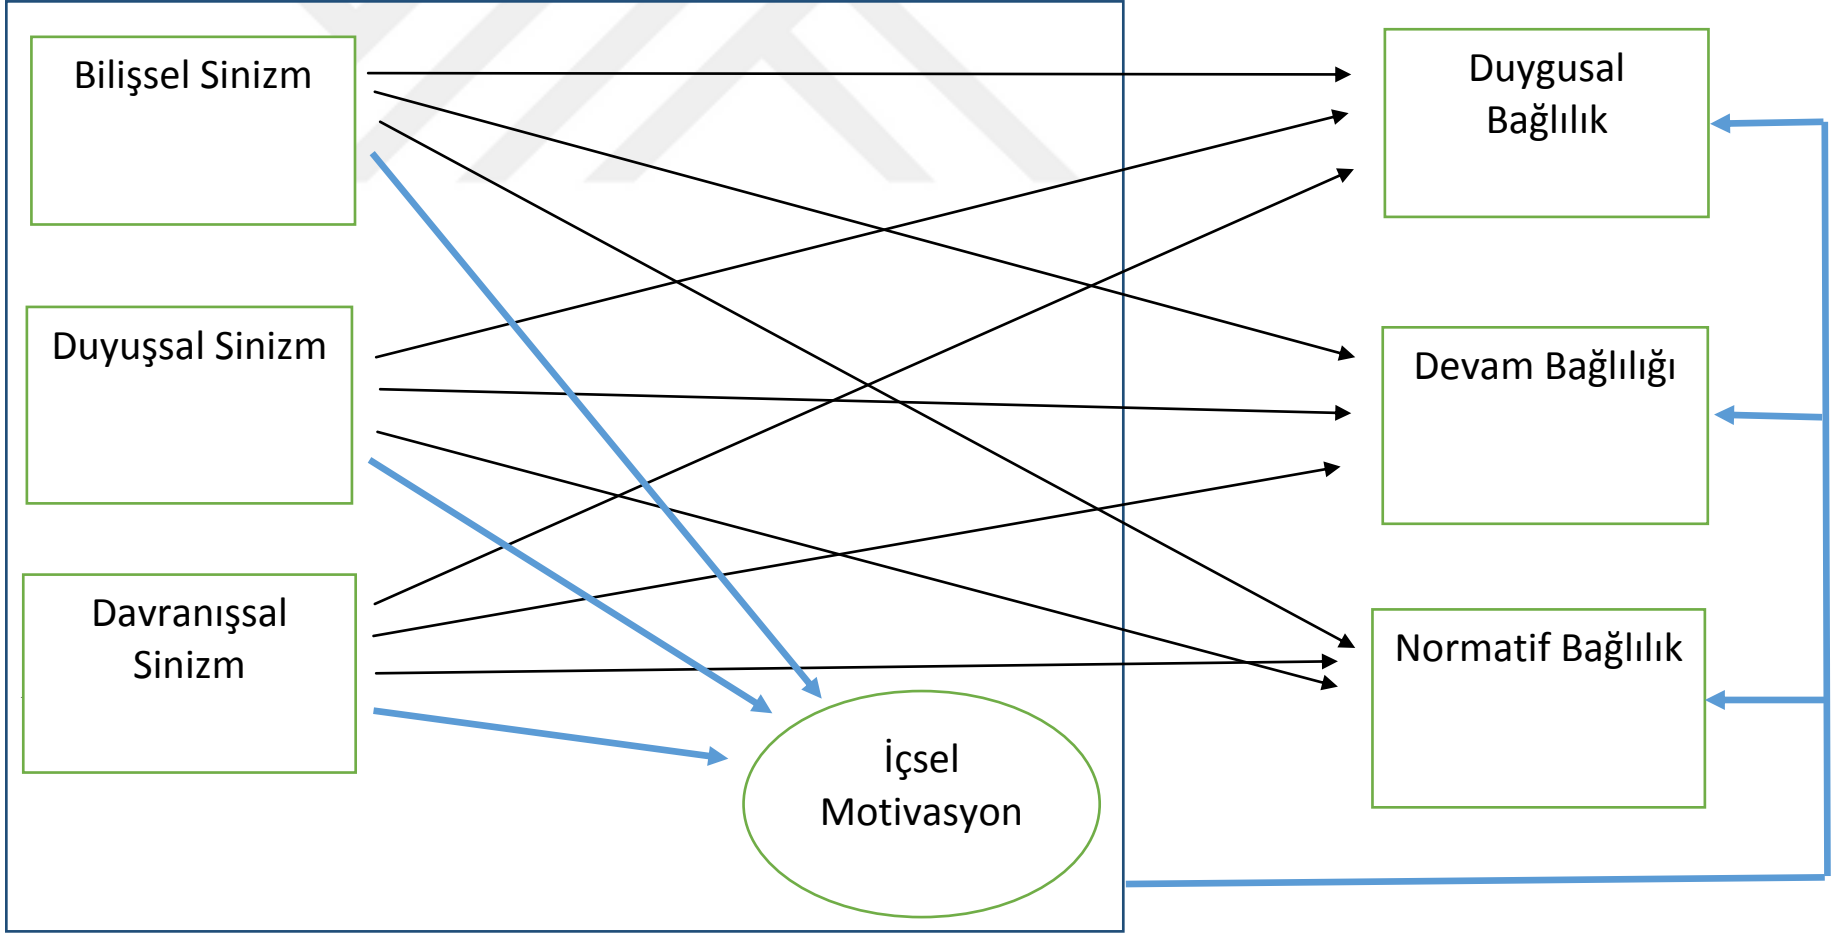 Bilişsel Sinizm
Duyuşsal Sinizm
Davranışsal
Sinizm
İçsel
Motivasyon
Duygusal
Bağlılık
Devam Bağlılığı
Normatif Bağlılık